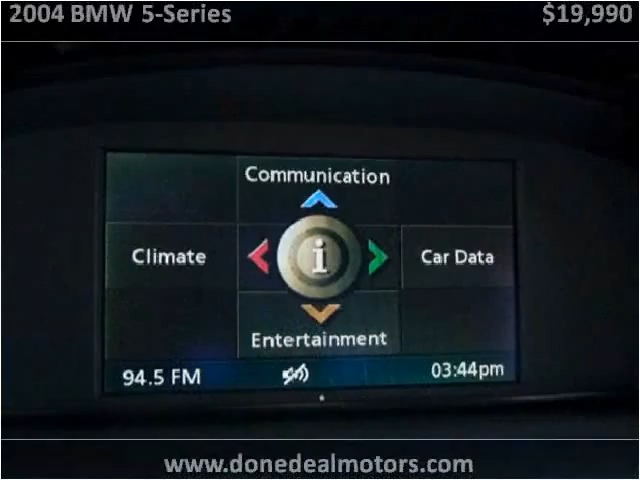 2004 BMW 5-Series $19,990
Communication
Climate i Car Data
Entertainment
94.5 FM 03:44pm
www.donedealmotors.com